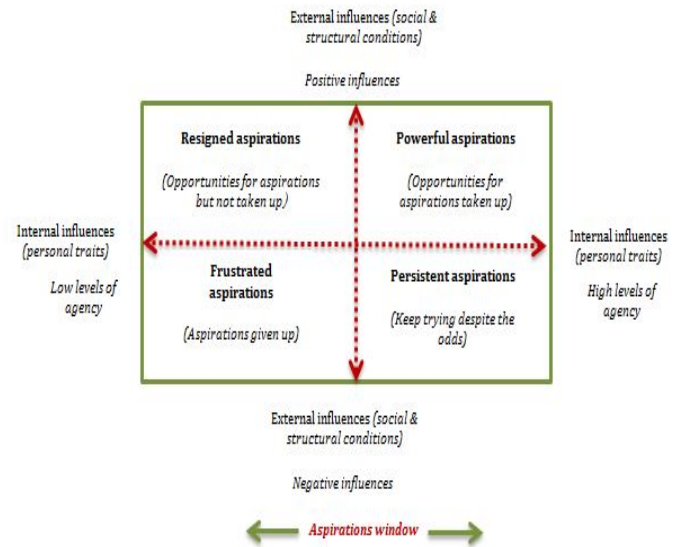 External influences (social &
structural conditions)
Positive influences
Resigned aspirations
(Opportunities for aspirations
but not taken up)
Powerful aspirations
(Opportunities for
aspirations taken up)
Internal influences
(personal traits)
Low levels of
agency
Internal influences
(personal traits)
High levels of
agency
Frustrated
aspirations
(Aspirations given up)
Persistent aspirations
(Keep trying despite the
odds)
External influences (social &
structural conditions)
Negative influences
Aspirations window